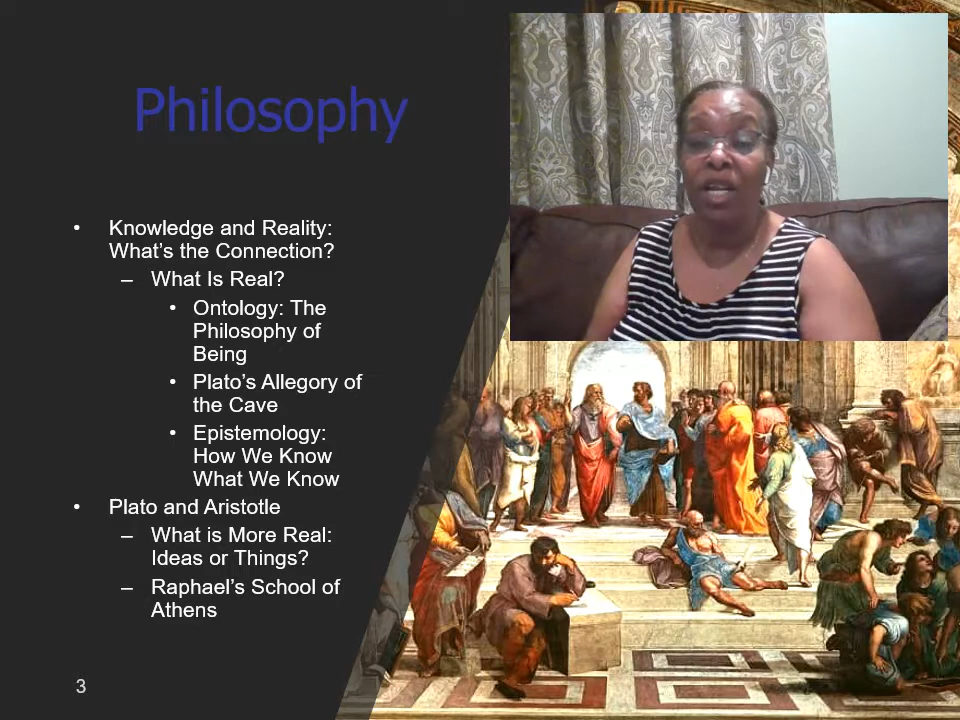 Philosophy
• Knowledge and Reality:
What’s the Connection?
– What Is Real?
• Ontology: The
Philosophy of
Being
• Plato’s Allegory of
the Cave
• Epistemology:
How We Know
What We Know
• Plato and Aristotle
– What is More Real:
Ideas or Things?
– Raphael’s School of
Athens
3